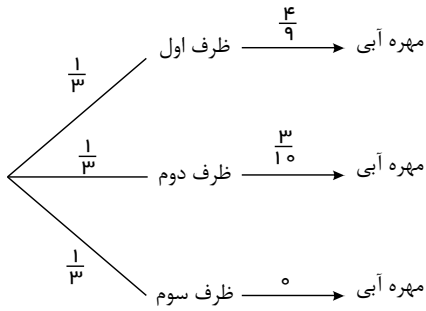 ۱/۳ ظرف اول ۴/۹ مهره آبی
۱/۳ ظرف دوم ۳/۱۰ مهره آبی
۱/۳ ظرف سوم ۰ مهره آبی